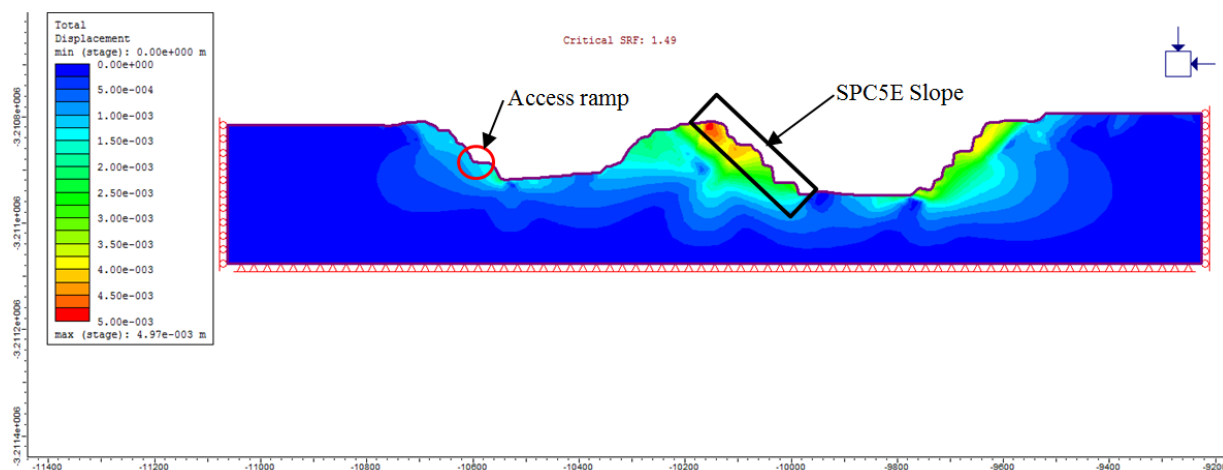 Total
Displacement
min (stage): 0.00e+000 m
0.00e+000
5.00e-004
1.00e-003
1.50e-003
2.00e-003
2.50e-003
3.00e-003
3.50e-003
4.00e-003
4.50e-003
5.00e-003
max (stage): 4.97e-003 m
Critical SRF: 1.49
Access ramp
SPC5E Slope
-3.2108e+006
-3.211e+006
-3.2112e+006
-3.2114e+006
-11400 -11200 -11000 -10800 -10600 -10400 -10200 -10000 -9800 -9600 -9400